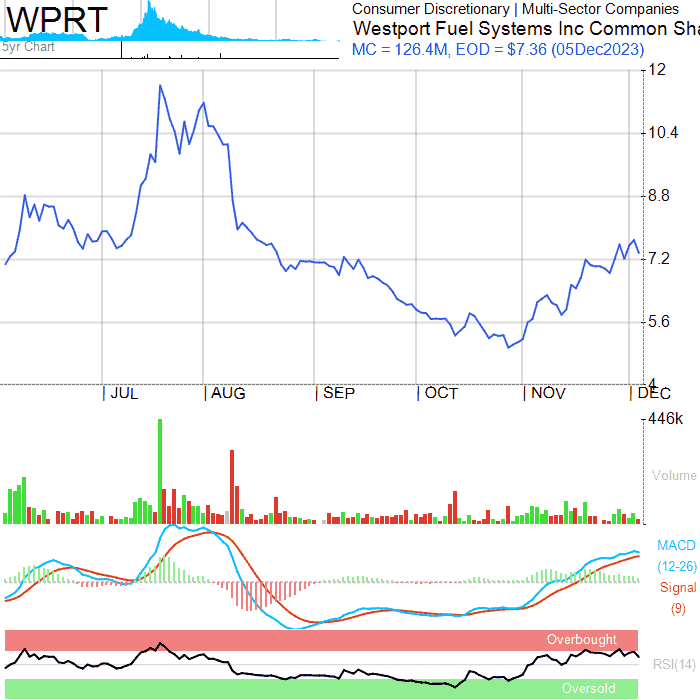 WPRT
5yr Chart
Consumer Discretionary | Multi-Sector Companies
Westport Fuel Systems Inc Common Sha
MC = 126.4M, EOD = $7.36 (05Dec2023)
12
10.4
8.8
7.2
5.6
4
JUL AUG SEP OCT NOV DEC
446k
Volume
MACD
(12-26)
Signal
(9)
Overbought
RSI(14)
Oversold